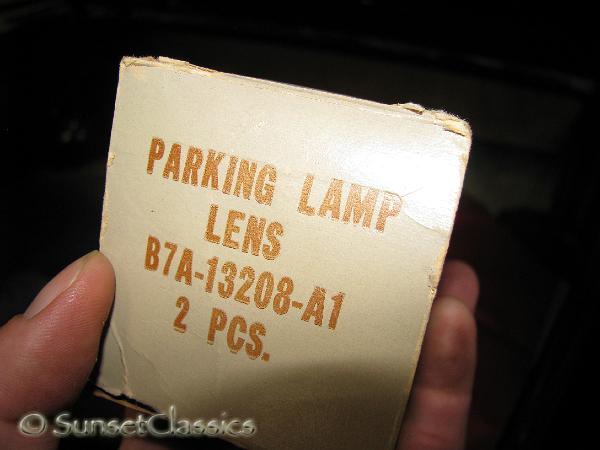 PARKING LAMP
LENS
B7A-13208-A1
2 PCS.
© SunsetClassics